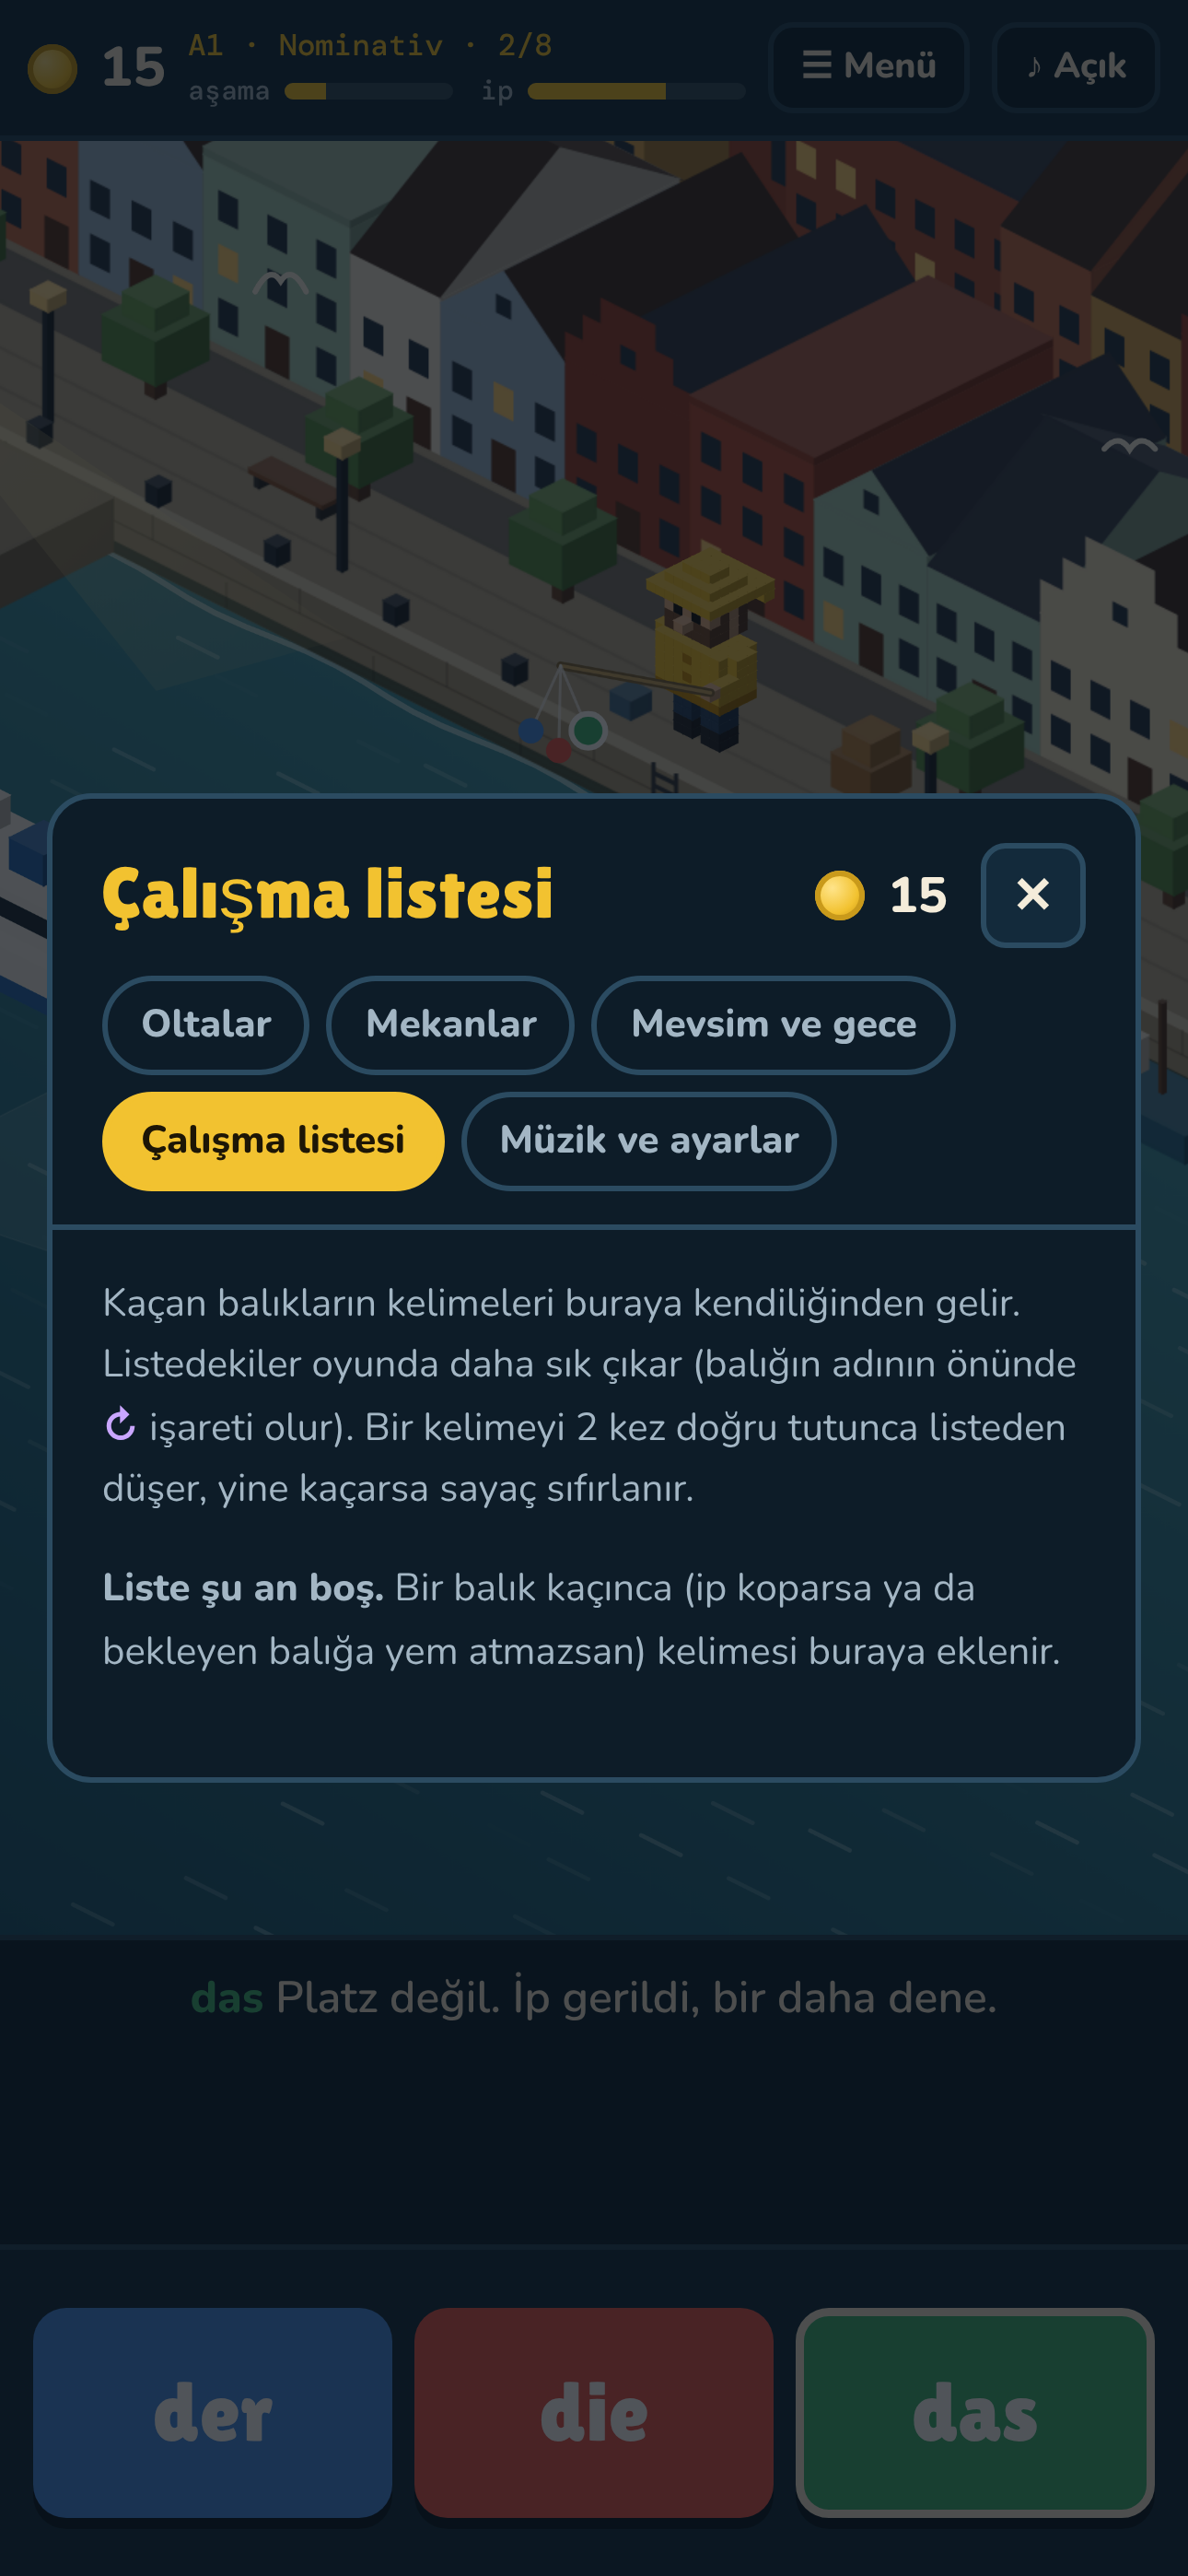 15
A1 · Nominativ · 2/8
aşama
ip
☰ Menü
♪ Açık
Çalışma listesi
15
✕
Oltalar
Mekanlar
Mevsim ve gece
Çalışma listesi
Müzik ve ayarlar
Kaçan balıkların kelimeleri buraya kendiliğinden gelir.
Listedekiler oyunda daha sık çıkar (balığın adının önünde
↻ işareti olur). Bir kelimeyi 2 kez doğru tutunca listeden
düşer, yine kaçarsa sayaç sıfırlanır.
Liste şu an boş. Bir balık kaçınca (ip koparsa ya da
bekleyen balığa yem atmazsan) kelimesi buraya eklenir.
das Platz değil. İp gerildi, bir daha dene.
der
die
das